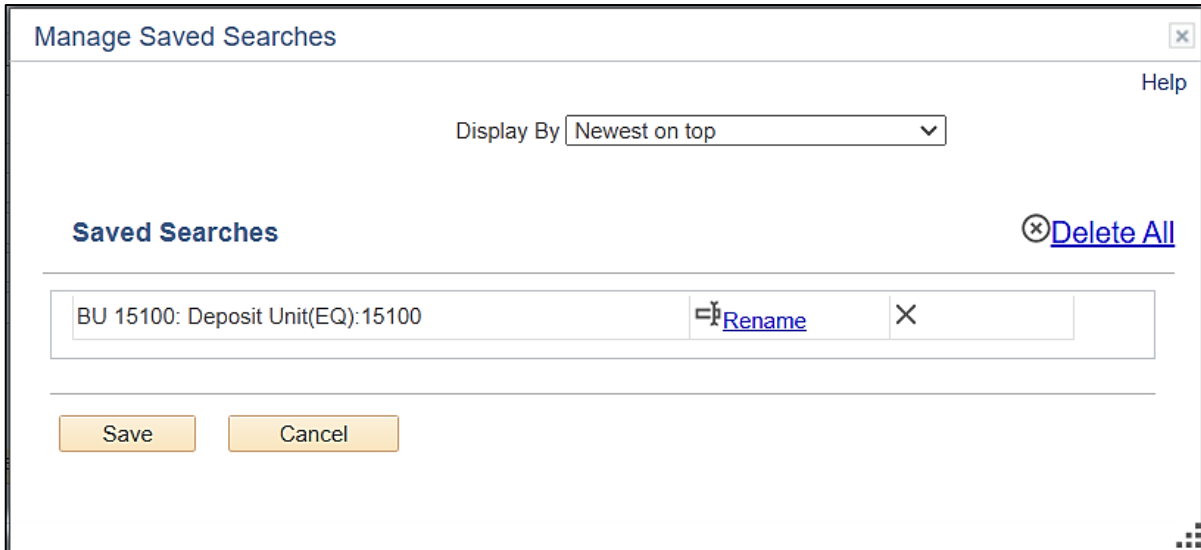 Manage Saved Searches
Help
Display By Newest on top
Saved Searches
Delete All
BU 15100: Deposit Unit(EQ):15100
Rename
Save
Cancel